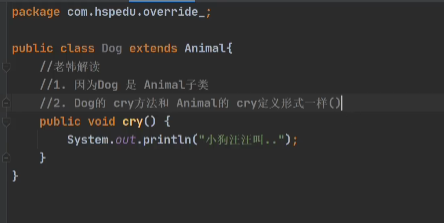 package com.hspedu.override_;
public class Dog extends Animal{
//老韩解读
//1. 因为Dog 是 Animal子类
//2. Dog的 cry方法和 Animal的 cry定义形式一样()
public void cry() {
System.out.println("小狗汪汪叫..");
}
}